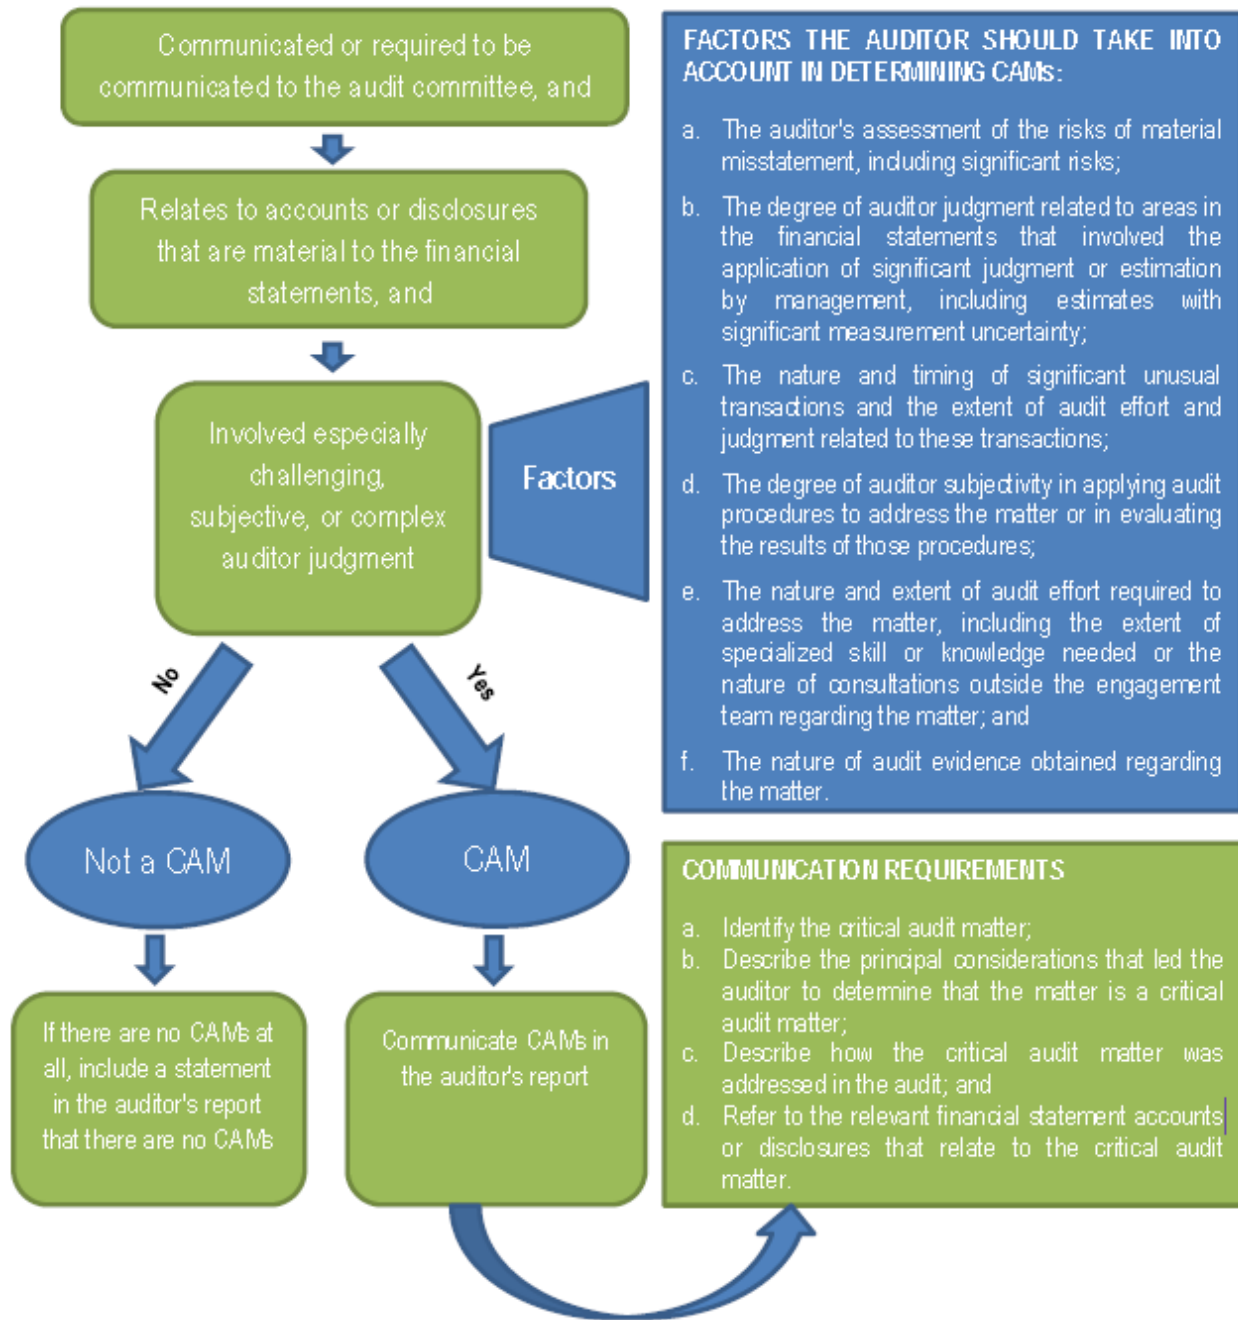 Communicated or required to be
communicated to the audit committee, and
Relates to accounts or disclosures
that are material to the financial
statements, and
Involved especially
challenging,
subjective, or complex
auditor judgment
Factors
No
Yes
Not a CAM
CAM
If there are no CAMs at
all, include a statement
in the auditor's report
that there are no CAMs
Communicate CAMs in
the auditor's report
FACTORS THE AUDITOR SHOULD TAKE INTO
ACCOUNT IN DETERMINING CAMs:
a. The auditor's assessment of the risks of material
misstatement, including significant risks;
b. The degree of auditor judgment related to areas in
the financial statements that involved the
application of significant judgment or estimation
by management, including estimates with
significant measurement uncertainty;
c. The nature and timing of significant unusual
transactions and the extent of audit effort and
judgment related to these transactions;
d. The degree of auditor subjectivity in applying audit
procedures to address the matter or in evaluating
the results of those procedures;
e. The nature and extent of audit effort required to
address the matter, including the extent of
specialized skill or knowledge needed or the
nature of consultations outside the engagement
team regarding the matter; and
f. The nature of audit evidence obtained regarding
the matter.
COMMUNICATION REQUIREMENTS
a. Identify the critical audit matter;
b. Describe the principal considerations that led the
auditor to determine that the matter is a critical
audit matter;
c. Describe how the critical audit matter was
addressed in the audit; and
d. Refer to the relevant financial statement accounts
or disclosures that relate to the critical audit
matter.